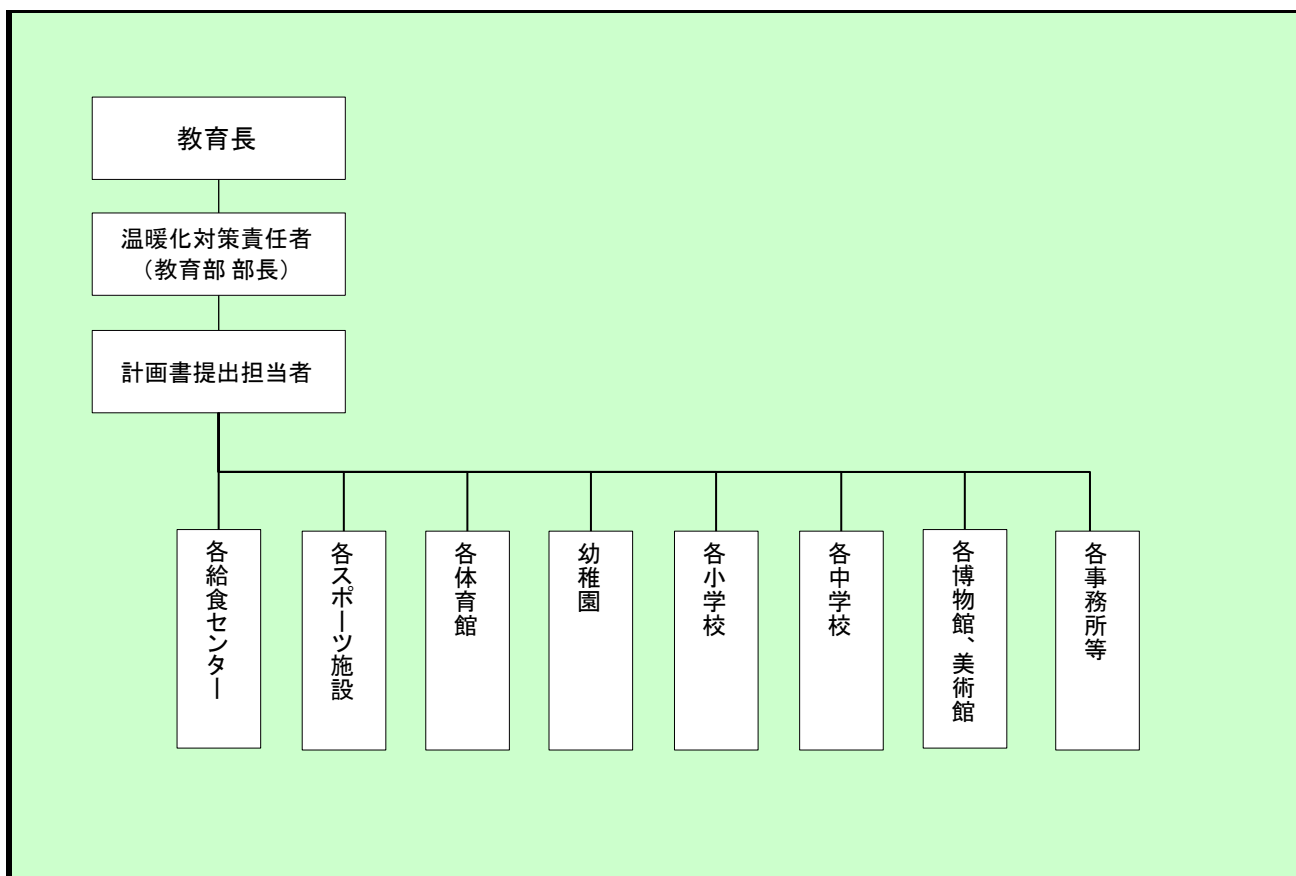 教育長
温暖化対策責任者
（教育部 部長）
計画書提出担当者
各給食センター
各スポーツ施設
各体育館
幼稚園
各小学校
各中学校
各博物館、美術館
各事務所等